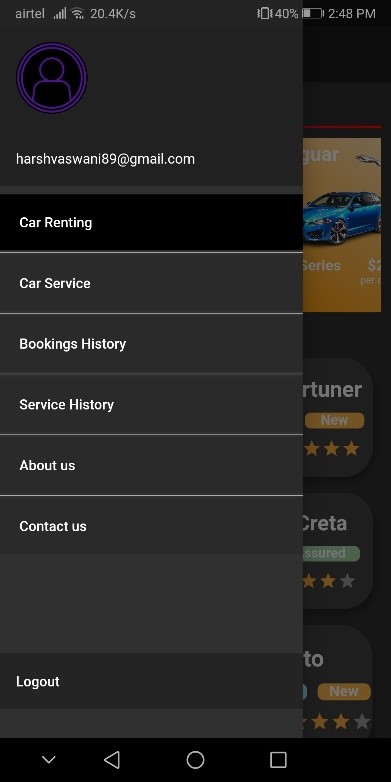 airtel 20.4K/s 40% 2:48 PM
harshvaswani89@gmail.com
guar
Series $2
per d
Car Renting
Car Service
Bookings History
rtuner
New
Service History
About us
Contact us
Creta
ssured
to
Logout
New